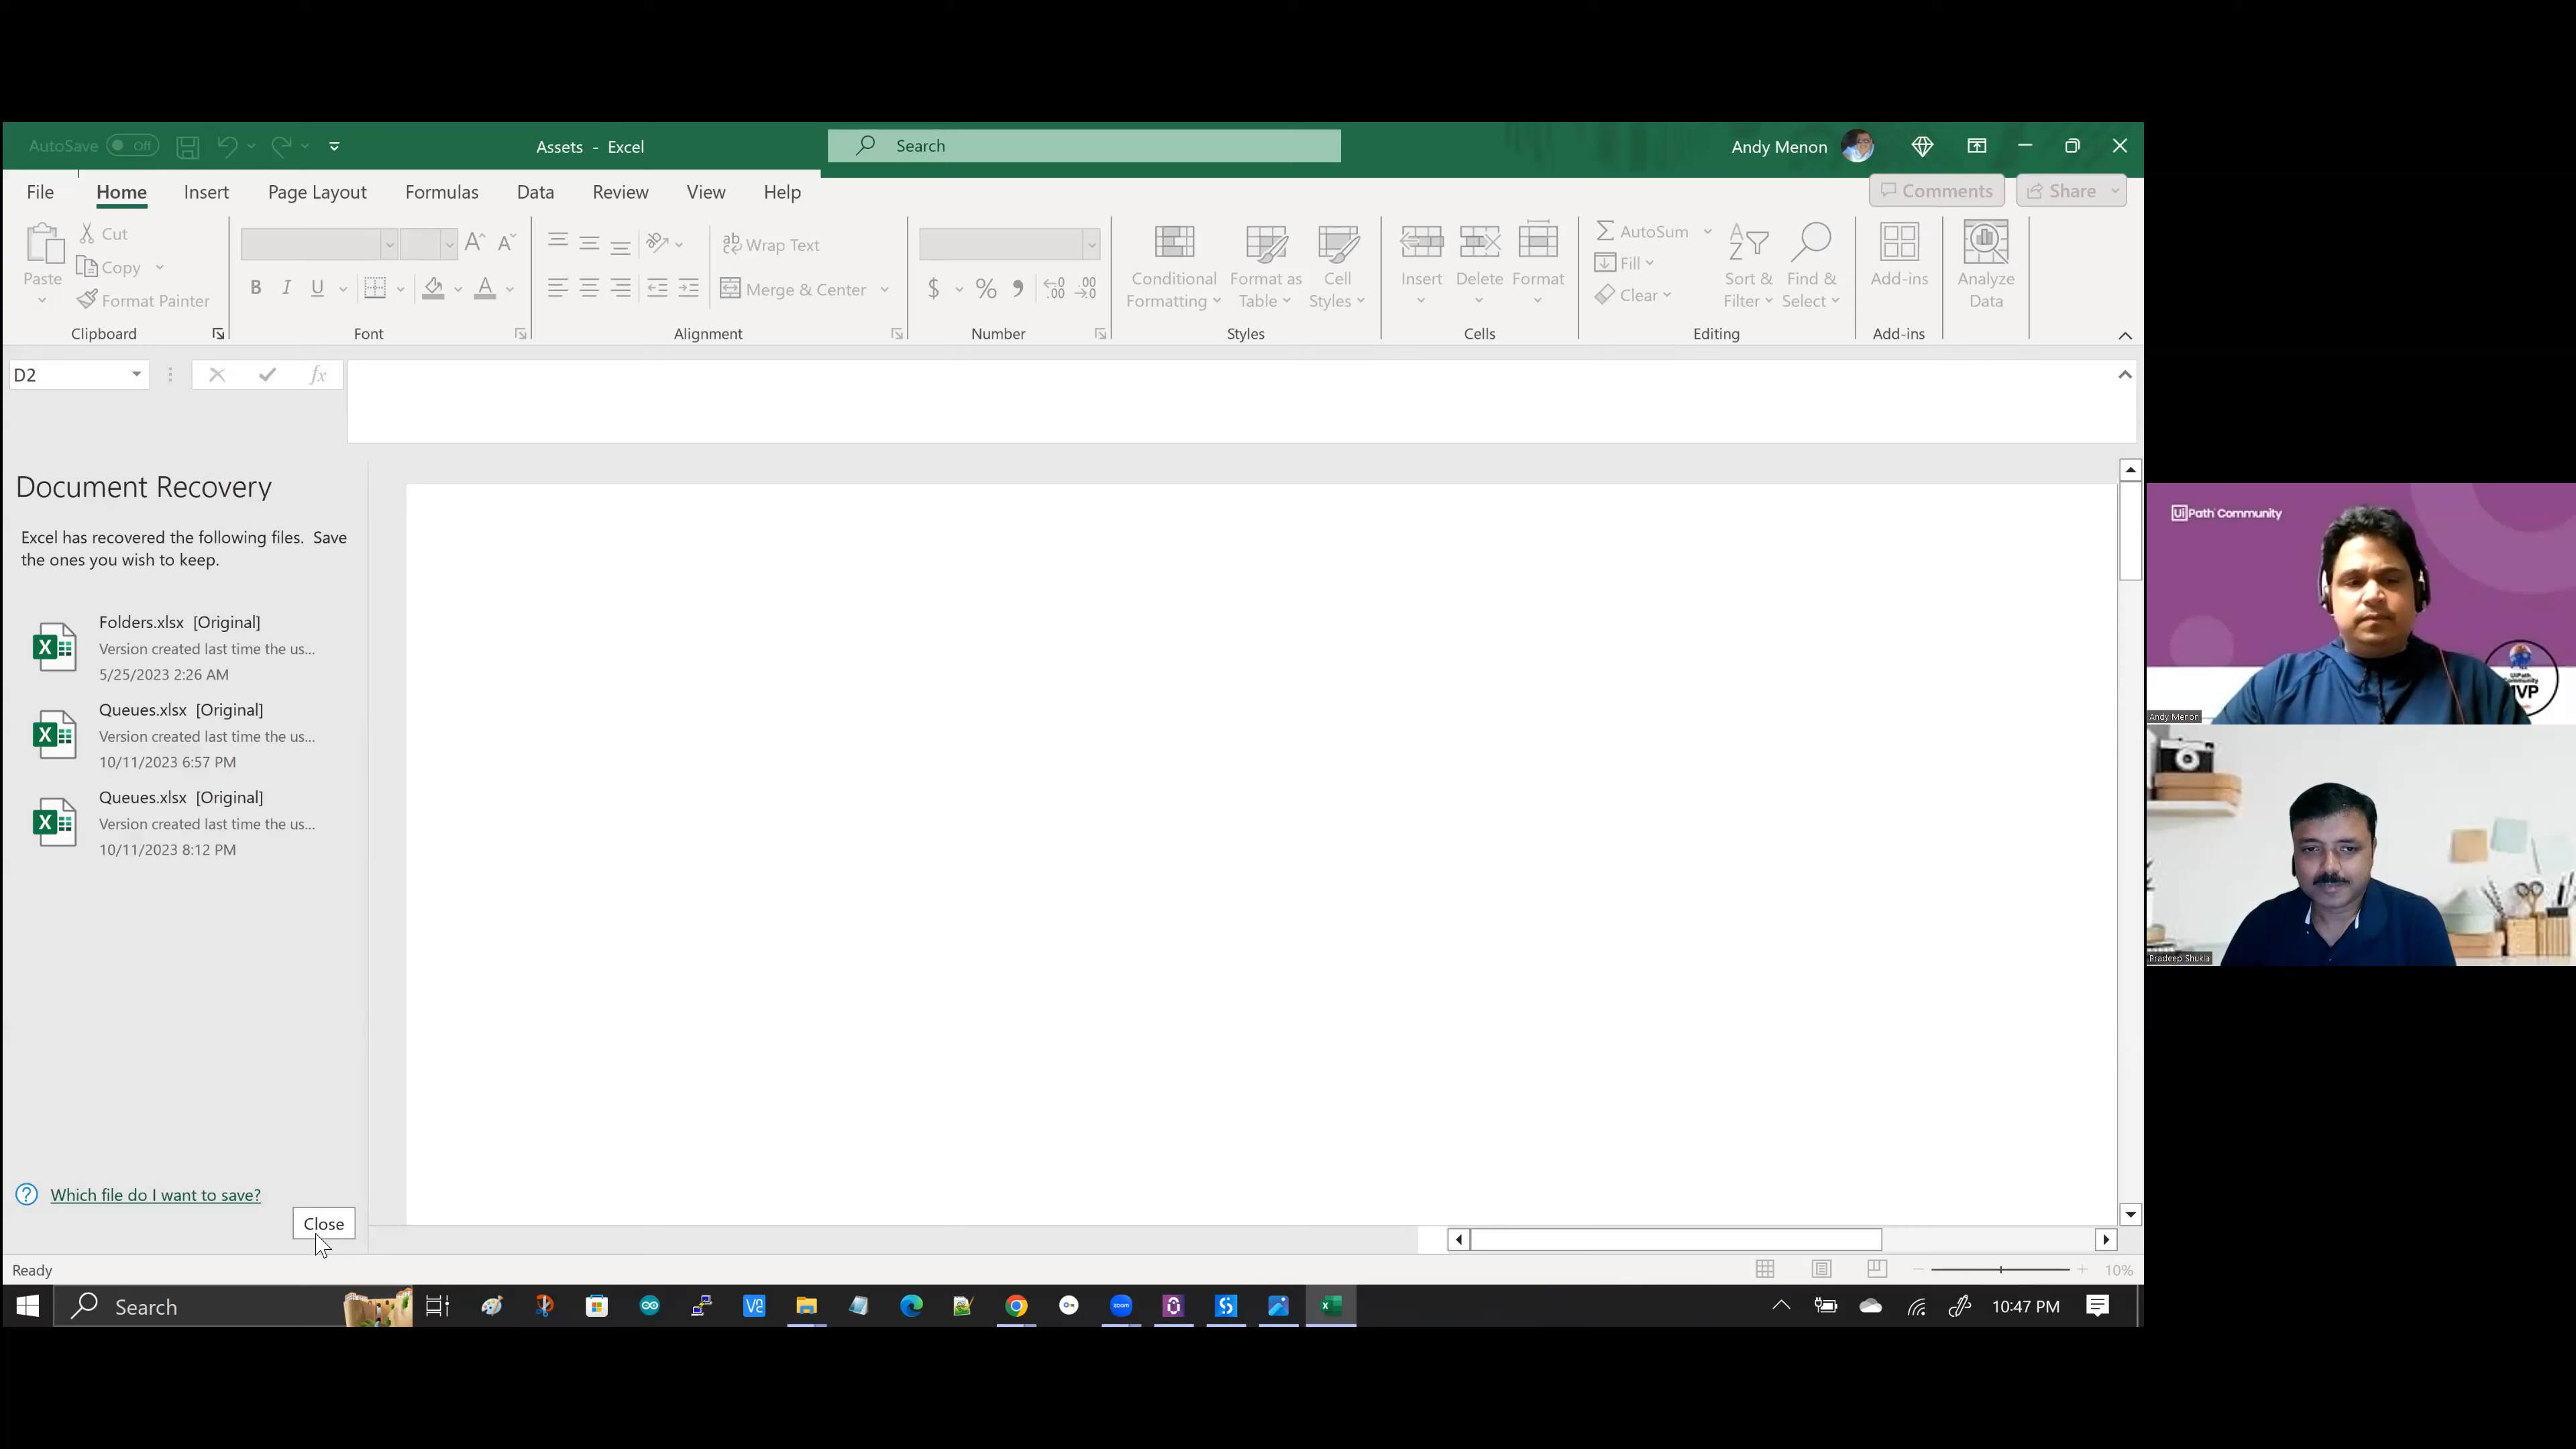 AutoSave Off
Assets - Excel
Search
Andy Menon
File Home Insert Page Layout Formulas Data Review View Help
Comments Share
Paste
Cut
Copy
Format Painter
Clipboard
B I U
Font
ab Wrap Text
Merge & Center
Alignment
$ % 9
Number
Conditional
Formatting
Format as
Table
Cell
Styles
Styles
Insert
Delete
Format
Cells
AutoSum
Fill
Clear
Sort &
Filter
Find &
Select
Editing
Add-ins
Add-ins
Analyze
Data
D2
fx
Document Recovery
Excel has recovered the following files. Save
the ones you wish to keep.
Folders.xlsx [Original]
Version created last time the us...
5/25/2023 2:26 AM
Queues.xlsx [Original]
Version created last time the us...
10/11/2023 6:57 PM
Queues.xlsx [Original]
Version created last time the us...
10/11/2023 8:12 PM
Which file do I want to save?
Close
Ready
10%
Search
zoom
10:47 PM
UiPath Community
UiPath
Community
MVP
Andy Menon
Pradeep Shukla